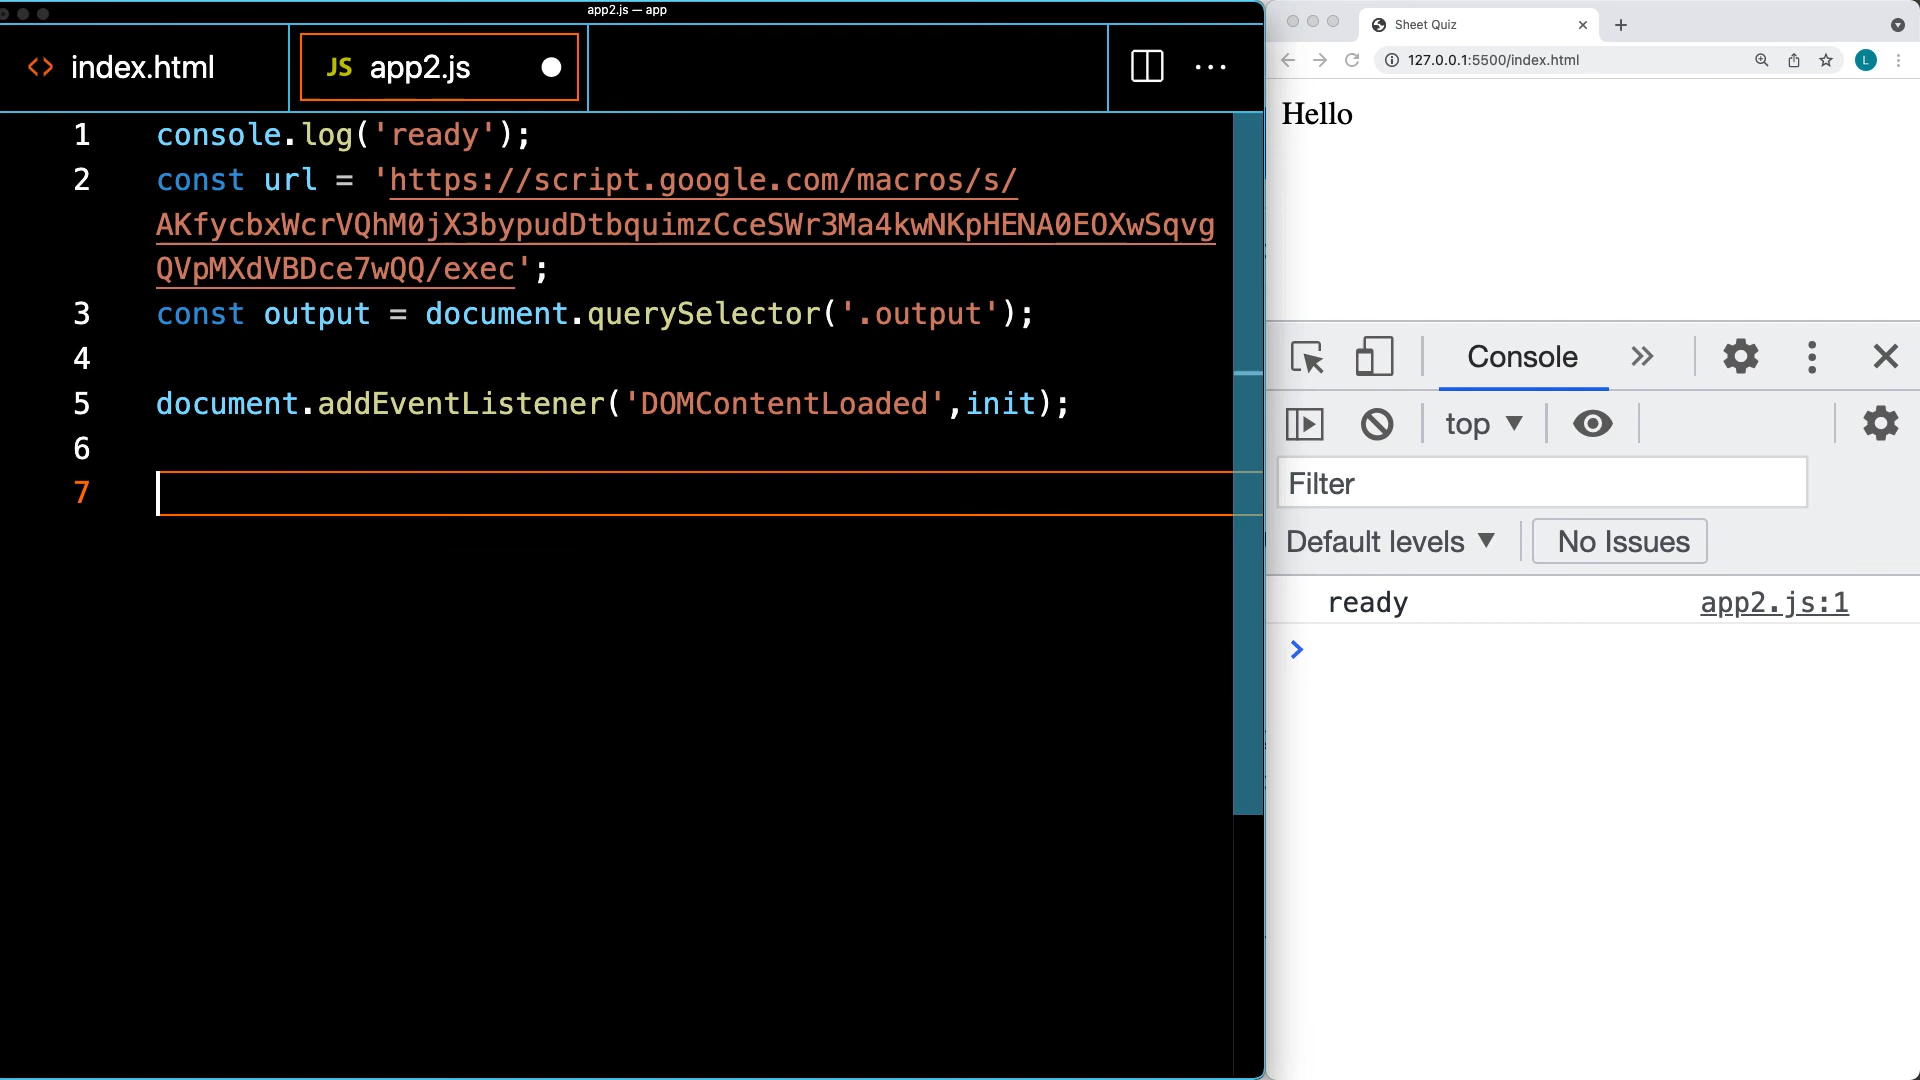 app2.js — app
<> index.html
JS app2.js
1 console.log('ready');
2 const url = 'https://script.google.com/macros/s/
AKfycbxWcrVQhM0jX3bypudDtbquimzCceSWr3Ma4kwNKpHENA0EOXwSqvg
QVpMXdVBDce7wQQ/exec';
3 const output = document.querySelector('.output');
4
5 document.addEventListener('DOMContentLoaded',init);
6
7
Sheet Quiz
127.0.0.1:5500/index.html
L
Hello
Console
top
Filter
Default levels
No Issues
ready app2.js:1